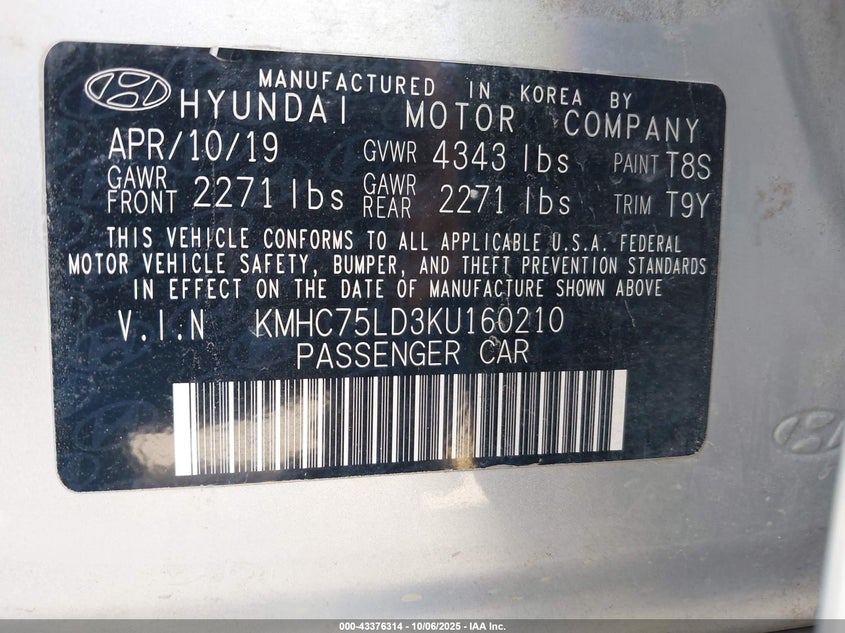 MANUFACTURED IN KOREA BY
HYUNDAI MOTOR COMPANY
APR/10/19 GVWR 4343 lbs PAINT T8S
GAWR FRONT 2271 lbs GAWR REAR 2271 lbs TRIM T9Y
THIS VEHICLE CONFORMS TO ALL APPLICABLE U.S.A. FEDERAL
MOTOR VEHICLE SAFETY, BUMPER, AND THEFT PREVENTION STANDARDS
IN EFFECT ON THE DATE OF MANUFACTURE SHOWN ABOVE
V.I.N KMHC75LD3KU160210
PASSENGER CAR
000-43376314 | 10/06/2025 - IAA Inc.